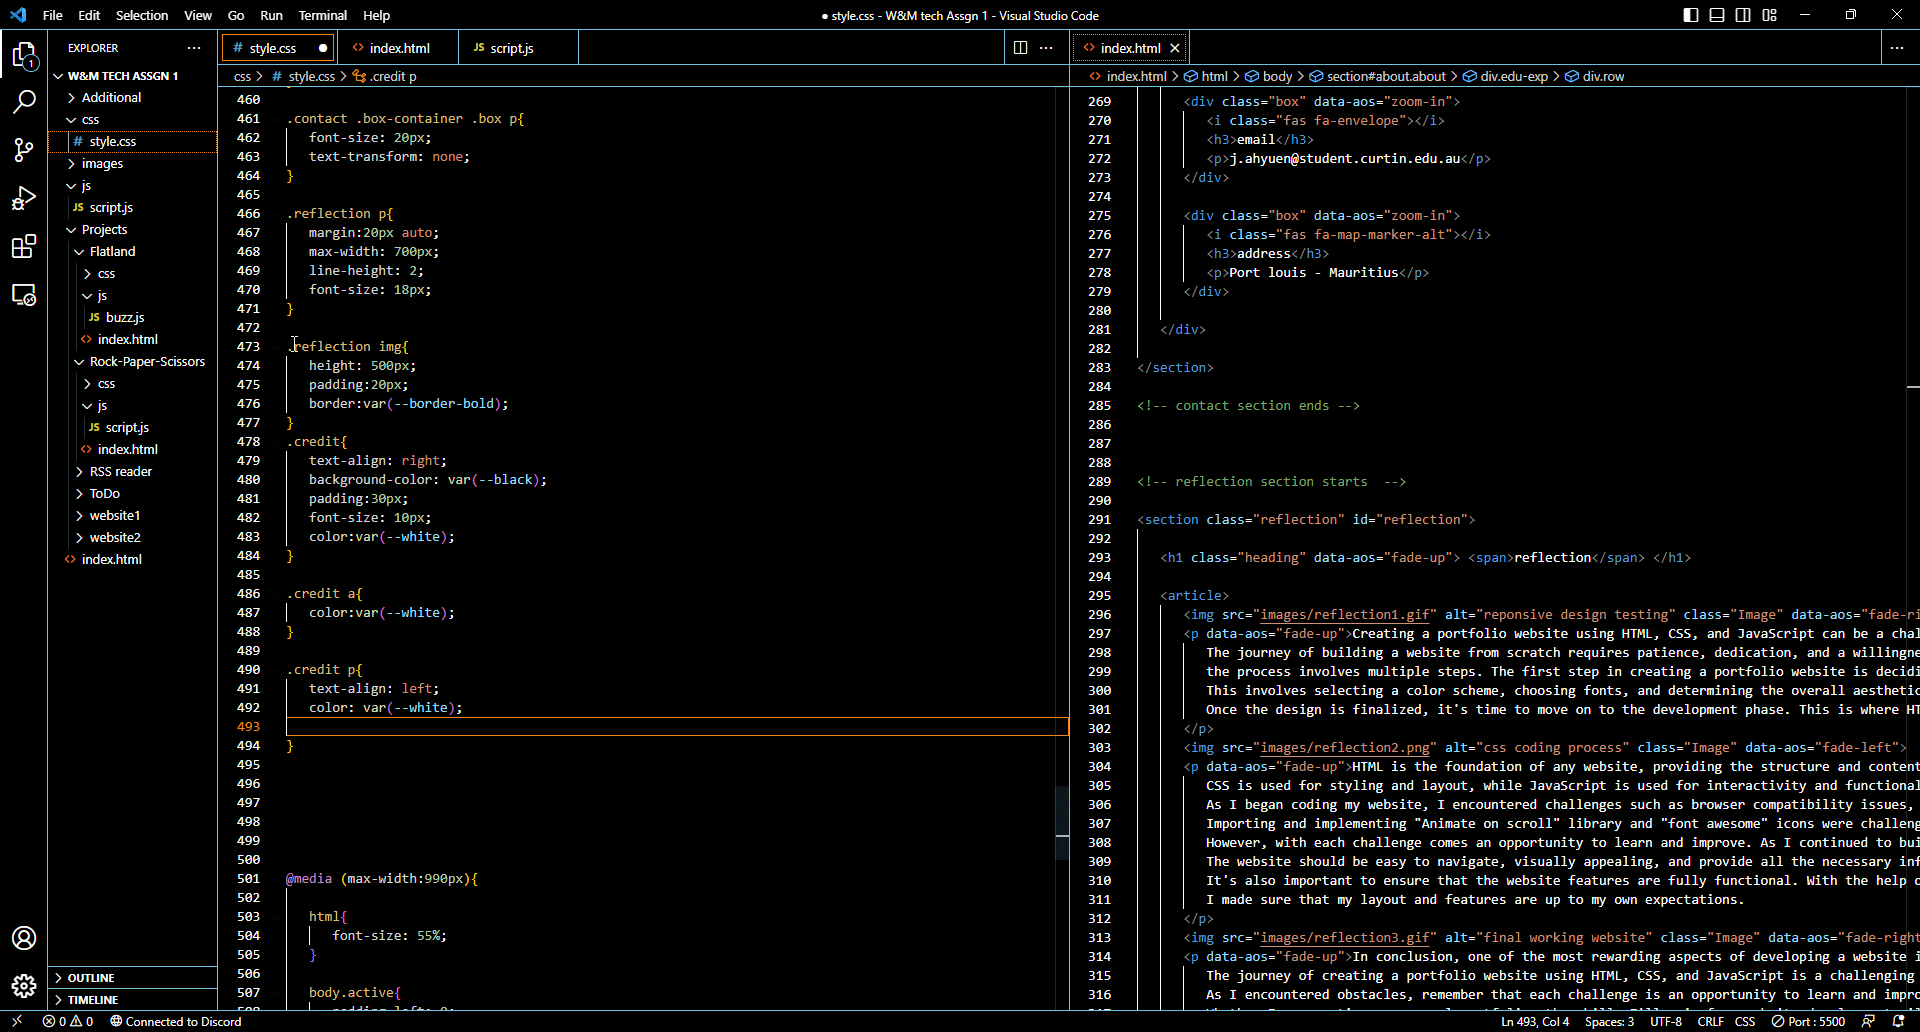 File Edit Selection View Go Run Terminal Help
● style.css - W&M tech Assgn 1 - Visual Studio Code
EXPLORER
W&M TECH ASSGN 1
Additional
css
# style.css
images
js
JS script.js
Projects
Flatland
css
js
JS buzz.js
<> index.html
Rock-Paper-Scissors
css
js
JS script.js
<> index.html
RSS reader
ToDo
website1
website2
<> index.html
OUTLINE
TIMELINE
# style.css ● <> index.html JS script.js
css > # style.css > .credit p
460
461 .contact .box-container .box p{
462 font-size: 20px;
463 text-transform: none;
464 }
465
466 .reflection p{
467 margin:20px auto;
468 max-width: 700px;
469 line-height: 2;
470 font-size: 18px;
471 }
472
473 .reflection img{
474 height: 500px;
475 padding:20px;
476 border:var(--border-bold);
477 }
478 .credit{
479 text-align: right;
480 background-color: var(--black);
481 padding:30px;
482 font-size: 10px;
483 color:var(--white);
484 }
485
486 .credit a{
487 color:var(--white);
488 }
489
490 .credit p{
491 text-align: left;
492 color: var(--white);
493
494 }
495
496
497
498
499
500
501 @media (max-width:990px){
502
503 html{
504 font-size: 55%;
505 }
506
507 body.active{
<> index.html
<> index.html > html > body > section#about.about > div.edu-exp > div.row
269 <div class="box" data-aos="zoom-in">
270 <i class="fas fa-envelope"></i>
271 <h3>email</h3>
272 <p>j.ahyuen@student.curtin.edu.au</p>
273 </div>
274
275 <div class="box" data-aos="zoom-in">
276 <i class="fas fa-map-marker-alt"></i>
277 <h3>address</h3>
278 <p>Port louis - Mauritius</p>
279 </div>
280
281 </div>
282
283 </section>
284
285 <!-- contact section ends -->
286
287
288
289 <!-- reflection section starts  -->
290
291 <section class="reflection" id="reflection">
292
293 <h1 class="heading" data-aos="fade-up"> <span>reflection</span> </h1>
294
295 <article>
296 <img src="images/reflection1.gif" alt="reponsive design testing" class="Image" data-aos="fade-ri
297 <p data-aos="fade-up">Creating a portfolio website using HTML, CSS, and JavaScript can be a chal
298 The journey of building a website from scratch requires patience, dedication, and a willingne
299 the process involves multiple steps. The first step in creating a portfolio website is decidi
300 This involves selecting a color scheme, choosing fonts, and determining the overall aesthetic
301 Once the design is finalized, it's time to move on to the development phase. This is where HT
302 </p>
303 <img src="images/reflection2.png" alt="css coding process" class="Image" data-aos="fade-left">
304 <p data-aos="fade-up">HTML is the foundation of any website, providing the structure and content
305 CSS is used for styling and layout, while JavaScript is used for interactivity and functional
306 As I began coding my website, I encountered challenges such as browser compatibility issues,
307 Importing and implementing "Animate on scroll" library and "font awesome" icons were challeng
308 However, with each challenge comes an opportunity to learn and improve. As I continued to bui
309 The website should be easy to navigate, visually appealing, and provide all the necessary inf
310 It's also important to ensure that the website features are fully functional. With the help o
311 I made sure that my layout and features are up to my own expectations.
312 </p>
313 <img src="images/reflection3.gif" alt="final working website" class="Image" data-aos="fade-right
314 <p data-aos="fade-up">In conclusion, one of the most rewarding aspects of developing a website i
315 The journey of creating a portfolio website using HTML, CSS, and JavaScript is a challenging
316 As I encountered obstacles, remember that each challenge is an opportunity to learn and impro
0 0 Connected to Discord Ln 493, Col 4 Spaces: 3 UTF-8 CRLF CSS Port : 5500